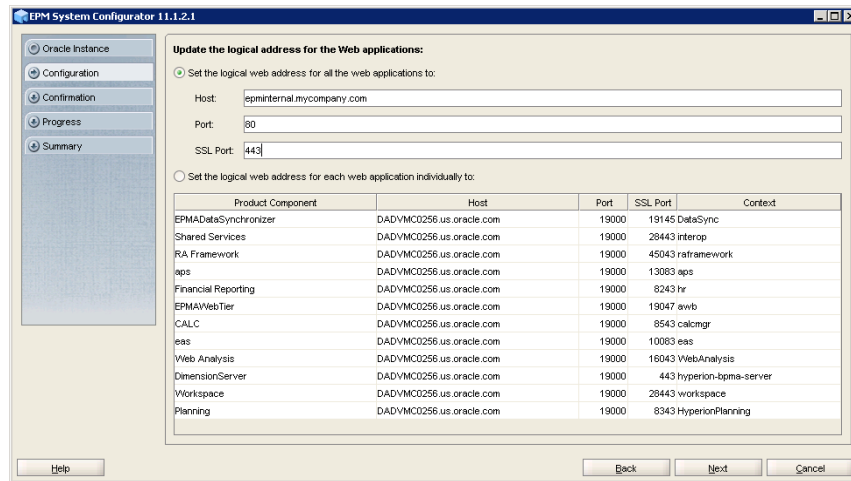 EPM System Configurator 11.1.2.1
Oracle Instance
Configuration
Confirmation
Progress
Summary
Update the logical address for the Web applications:
Set the logical web address for all the web applications to:
Host: epminternal.mycompany.com
Port: 80
SSL Port: 443
Set the logical web address for each web application individually to:
Product Component Host Port SSL Port Context
EPMADataSynchronizer DADVMC0256.us.oracle.com 19000 19145 DataSync
Shared Services DADVMC0256.us.oracle.com 19000 28443 interop
RA Framework DADVMC0256.us.oracle.com 19000 45043 raframework
aps DADVMC0256.us.oracle.com 19000 13083 aps
Financial Reporting DADVMC0256.us.oracle.com 19000 8243 hr
EPMAWebTier DADVMC0256.us.oracle.com 19000 19047 awb
CALC DADVMC0256.us.oracle.com 19000 8543 calcmgr
eas DADVMC0256.us.oracle.com 19000 10083 eas
Web Analysis DADVMC0256.us.oracle.com 19000 16043 WebAnalysis
DimensionServer DADVMC0256.us.oracle.com 19000 443 hyperion-bpma-server
Workspace DADVMC0256.us.oracle.com 19000 28443 workspace
Planning DADVMC0256.us.oracle.com 19000 8343 HyperionPlanning
Help Back Next Cancel